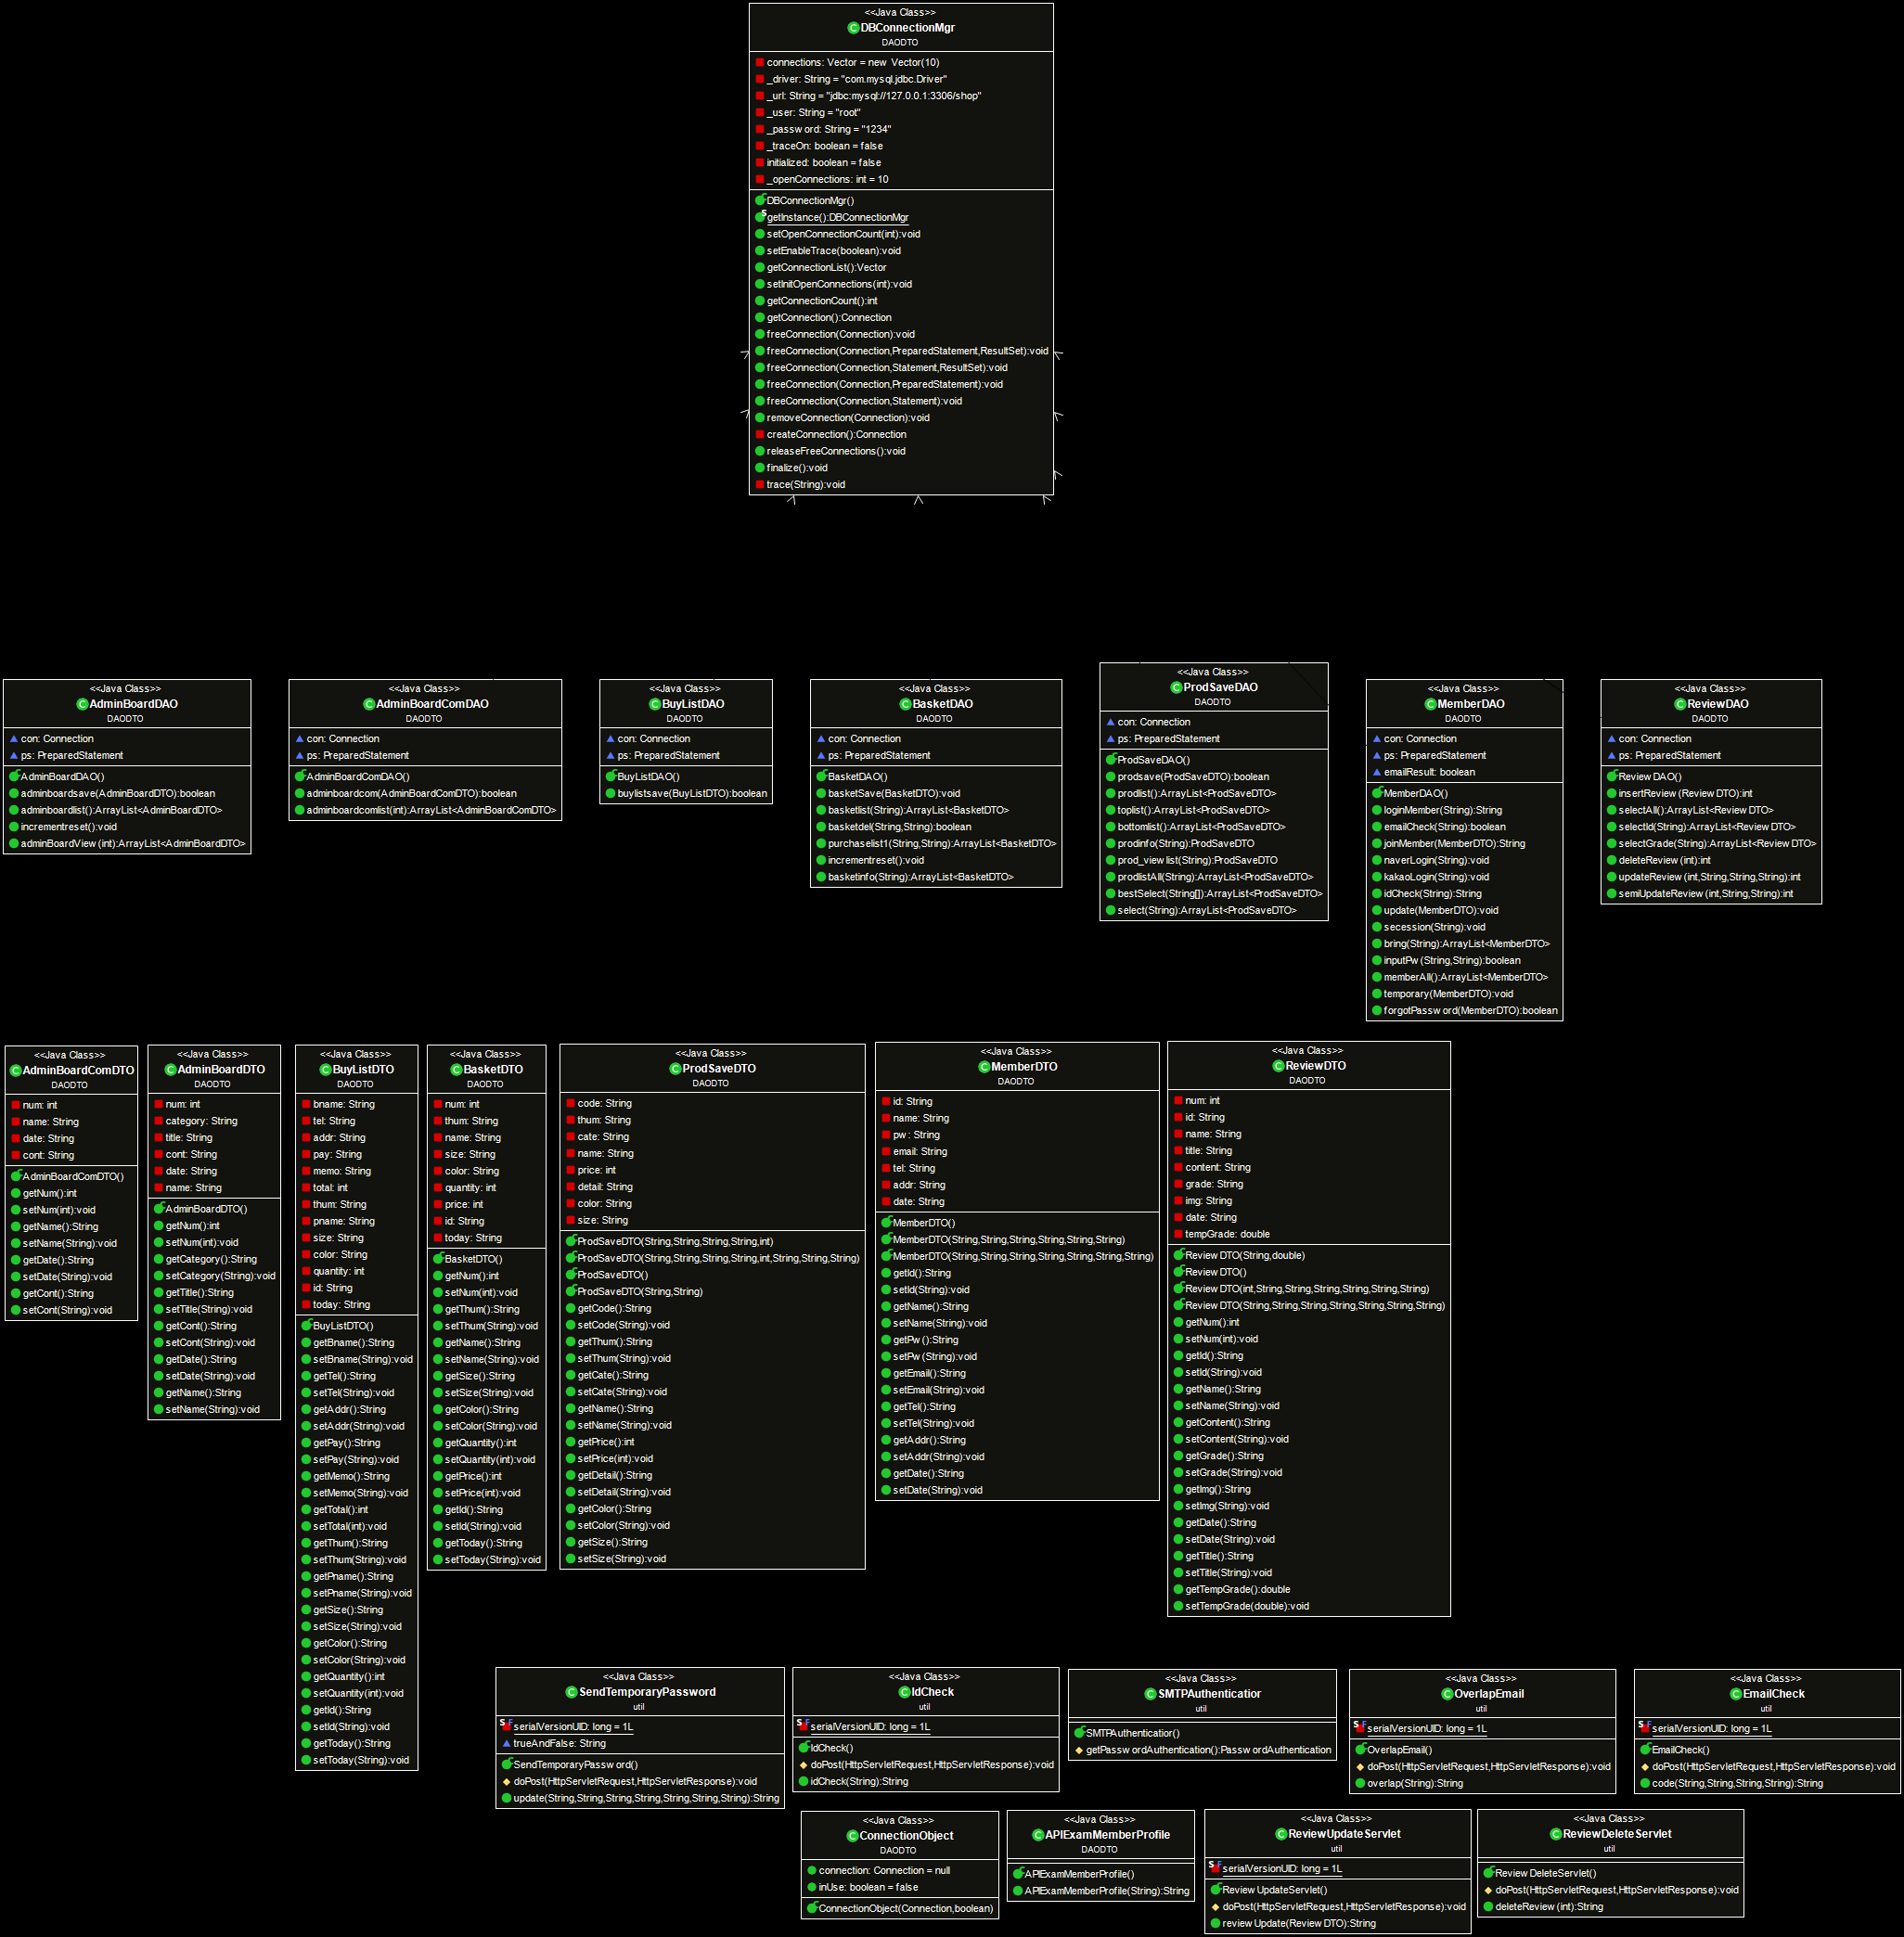 <<Java Class>>
DBConnectionMgr
DAODTO
connections: Vector = new Vector(10)
_driver: String = "com.mysql.jdbc.Driver"
_url: String = "jdbc:mysql://127.0.0.1:3306/shop"
_user: String = "root"
_password: String = "1234"
_traceOn: boolean = false
initialized: boolean = false
_openConnections: int = 10
DBConnectionMgr()
getInstance():DBConnectionMgr
setOpenConnectionCount(int):void
setEnableTrace(boolean):void
getConnectionList():Vector
setInitOpenConnections(int):void
getConnectionCount():int
getConnection():Connection
freeConnection(Connection):void
freeConnection(Connection,PreparedStatement,ResultSet):void
freeConnection(Connection,Statement,ResultSet):void
freeConnection(Connection,PreparedStatement):void
freeConnection(Connection,Statement):void
removeConnection(Connection):void
createConnection():Connection
releaseFreeConnections():void
finalize():void
trace(String):void
<<Java Class>>
AdminBoardDAO
DAODTO
con: Connection
ps: PreparedStatement
AdminBoardDAO()
adminboardsave(AdminBoardDTO):boolean
adminboardlist():ArrayList<AdminBoardDTO>
incrementreset():void
adminBoardView(int):ArrayList<AdminBoardDTO>
<<Java Class>>
AdminBoardComDAO
DAODTO
con: Connection
ps: PreparedStatement
AdminBoardComDAO()
adminboardcom(AdminBoardComDTO):boolean
adminboardcomlist(int):ArrayList<AdminBoardComDTO>
<<Java Class>>
BuyListDAO
DAODTO
con: Connection
ps: PreparedStatement
BuyListDAO()
buylistsave(BuyListDTO):boolean
<<Java Class>>
BasketDAO
DAODTO
con: Connection
ps: PreparedStatement
BasketDAO()
basketSave(BasketDTO):void
basketlist(String):ArrayList<BasketDTO>
basketdel(String,String):boolean
purchaselist1(String,String):ArrayList<BasketDTO>
incrementreset():void
basketinfo(String):ArrayList<BasketDTO>
<<Java Class>>
ProdSaveDAO
DAODTO
con: Connection
ps: PreparedStatement
ProdSaveDAO()
prodsave(ProdSaveDTO):boolean
prodlist():ArrayList<ProdSaveDTO>
toplist():ArrayList<ProdSaveDTO>
bottomlist():ArrayList<ProdSaveDTO>
prodinfo(String):ProdSaveDTO
prod_viewlist(String):ProdSaveDTO
prodlistAll(String):ArrayList<ProdSaveDTO>
bestSelect(String[]):ArrayList<ProdSaveDTO>
select(String):ArrayList<ProdSaveDTO>
<<Java Class>>
MemberDAO
DAODTO
con: Connection
ps: PreparedStatement
emailResult: boolean
MemberDAO()
loginMember(String):String
emailCheck(String):boolean
joinMember(MemberDTO):String
naverLogin(String):void
kakaoLogin(String):void
idCheck(String):String
update(MemberDTO):void
secession(String):void
bring(String):ArrayList<MemberDTO>
inputPw(String,String):boolean
memberAll():ArrayList<MemberDTO>
temporary(MemberDTO):void
forgotPassword(MemberDTO):boolean
<<Java Class>>
ReviewDAO
DAODTO
con: Connection
ps: PreparedStatement
ReviewDAO()
insertReview(ReviewDTO):int
selectAll():ArrayList<ReviewDTO>
selectId(String):ArrayList<ReviewDTO>
selectGrade(String):ArrayList<ReviewDTO>
deleteReview(int):int
updateReview(int,String,String,String):int
semiUpdateReview(int,String,String):int
<<Java Class>>
AdminBoardComDTO
DAODTO
num: int
name: String
date: String
cont: String
AdminBoardComDTO()
getNum():int
setNum(int):void
getName():String
setName(String):void
getDate():String
setDate(String):void
getCont():String
setCont(String):void
<<Java Class>>
AdminBoardDTO
DAODTO
num: int
category: String
title: String
cont: String
date: String
name: String
AdminBoardDTO()
getNum():int
setNum(int):void
getCategory():String
setCategory(String):void
getTitle():String
setTitle(String):void
getCont():String
setCont(String):void
getDate():String
setDate(String):void
getName():String
setName(String):void
<<Java Class>>
BuyListDTO
DAODTO
bname: String
tel: String
addr: String
pay: String
memo: String
total: int
thum: String
pname: String
size: String
color: String
quantity: int
id: String
today: String
BuyListDTO()
getBname():String
setBname(String):void
getTel():String
setTel(String):void
getAddr():String
setAddr(String):void
getPay():String
setPay(String):void
getMemo():String
setMemo(String):void
getTotal():int
setTotal(int):void
getThum():String
setThum(String):void
getPname():String
setPname(String):void
getSize():String
setSize(String):void
getColor():String
setColor(String):void
getQuantity():int
setQuantity(int):void
getId():String
setId(String):void
getToday():String
setToday(String):void
<<Java Class>>
BasketDTO
DAODTO
num: int
thum: String
name: String
size: String
color: String
quantity: int
price: int
id: String
today: String
BasketDTO()
getNum():int
setNum(int):void
getThum():String
setThum(String):void
getName():String
setName(String):void
getSize():String
setSize(String):void
getColor():String
setColor(String):void
getQuantity():int
setQuantity(int):void
getPrice():int
setPrice(int):void
getId():String
setId(String):void
getToday():String
setToday(String):void
<<Java Class>>
ProdSaveDTO
DAODTO
code: String
thum: String
cate: String
name: String
price: int
detail: String
color: String
size: String
ProdSaveDTO(String,String,String,String,int)
ProdSaveDTO(String,String,String,String,int,String,String,String)
ProdSaveDTO()
ProdSaveDTO(String,String)
getCode():String
setCode(String):void
getThum():String
setThum(String):void
getCate():String
setCate(String):void
getName():String
setName(String):void
getPrice():int
setPrice(int):void
getDetail():String
setDetail(String):void
getColor():String
setColor(String):void
getSize():String
setSize(String):void
<<Java Class>>
MemberDTO
DAODTO
id: String
name: String
pw: String
email: String
tel: String
addr: String
date: String
MemberDTO()
MemberDTO(String,String,String,String,String,String)
MemberDTO(String,String,String,String,String,String,String)
getId():String
setId(String):void
getName():String
setName(String):void
getPw():String
setPw(String):void
getEmail():String
setEmail(String):void
getTel():String
setTel(String):void
getAddr():String
setAddr(String):void
getDate():String
setDate(String):void
<<Java Class>>
ReviewDTO
DAODTO
num: int
id: String
name: String
title: String
content: String
grade: String
img: String
date: String
tempGrade: double
ReviewDTO(String,double)
ReviewDTO()
ReviewDTO(int,String,String,String,String,String,String)
ReviewDTO(String,String,String,String,String,String,String)
getNum():int
setNum(int):void
getId():String
setId(String):void
getName():String
setName(String):void
getContent():String
setContent(String):void
getGrade():String
setGrade(String):void
getImg():String
setImg(String):void
getDate():String
setDate(String):void
getTitle():String
setTitle(String):void
getTempGrade():double
setTempGrade(double):void
<<Java Class>>
SendTemporaryPassword
util
serialVersionUID: long = 1L
trueAndFalse: String
SendTemporaryPassword()
doPost(HttpServletRequest,HttpServletResponse):void
update(String,String,String,String,String,String,String):String
<<Java Class>>
IdCheck
util
serialVersionUID: long = 1L
IdCheck()
doPost(HttpServletRequest,HttpServletResponse):void
idCheck(String):String
<<Java Class>>
SMTPAuthenticatior
util
SMTPAuthenticatior()
getPasswordAuthentication():PasswordAuthentication
<<Java Class>>
OverlapEmail
util
serialVersionUID: long = 1L
OverlapEmail()
doPost(HttpServletRequest,HttpServletResponse):void
overlap(String):String
<<Java Class>>
EmailCheck
util
serialVersionUID: long = 1L
EmailCheck()
doPost(HttpServletRequest,HttpServletResponse):void
code(String,String,String,String):String
<<Java Class>>
ConnectionObject
DAODTO
connection: Connection = null
inUse: boolean = false
ConnectionObject(Connection,boolean)
<<Java Class>>
APIExamMemberProfile
DAODTO
APIExamMemberProfile()
APIExamMemberProfile(String):String
<<Java Class>>
ReviewUpdateServlet
util
serialVersionUID: long = 1L
ReviewUpdateServlet()
doPost(HttpServletRequest,HttpServletResponse):void
reviewUpdate(ReviewDTO):String
<<Java Class>>
ReviewDeleteServlet
util
ReviewDeleteServlet()
doPost(HttpServletRequest,HttpServletResponse):void
deleteReview(int):String